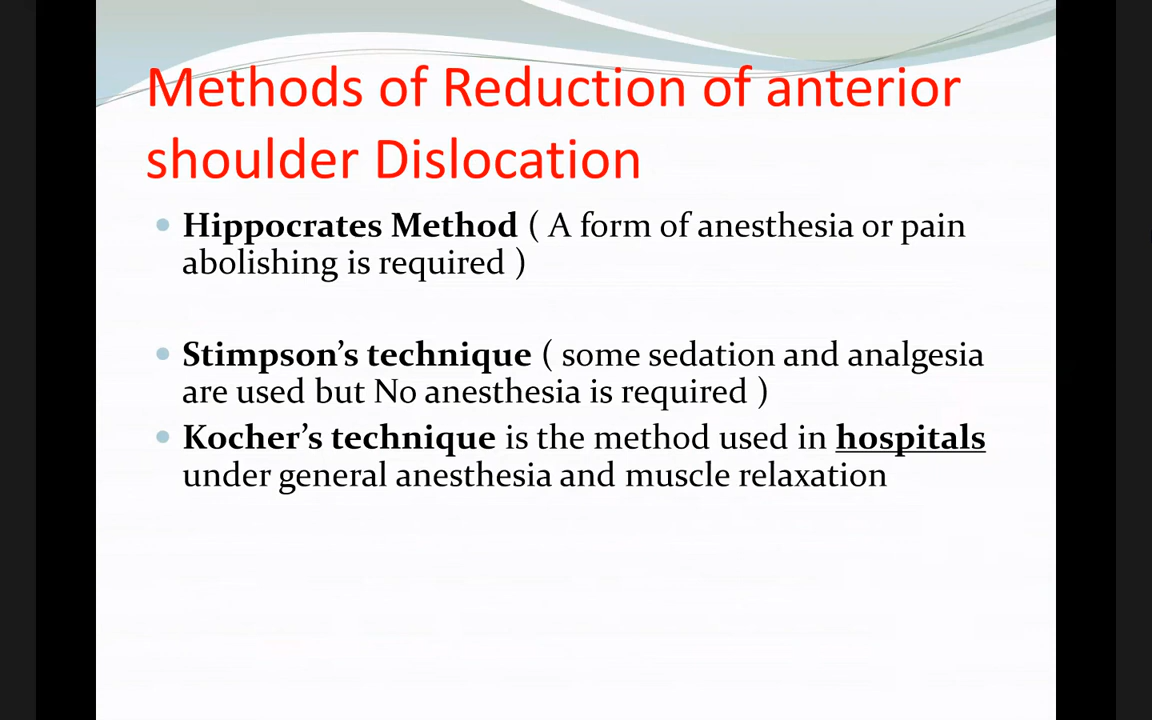 Methods of Reduction of anterior
shoulder Dislocation
• Hippocrates Method ( A form of anesthesia or pain
abolishing is required )
• Stimpson’s technique ( some sedation and analgesia
are used but No anesthesia is required )
• Kocher’s technique is the method used in hospitals
under general anesthesia and muscle relaxation